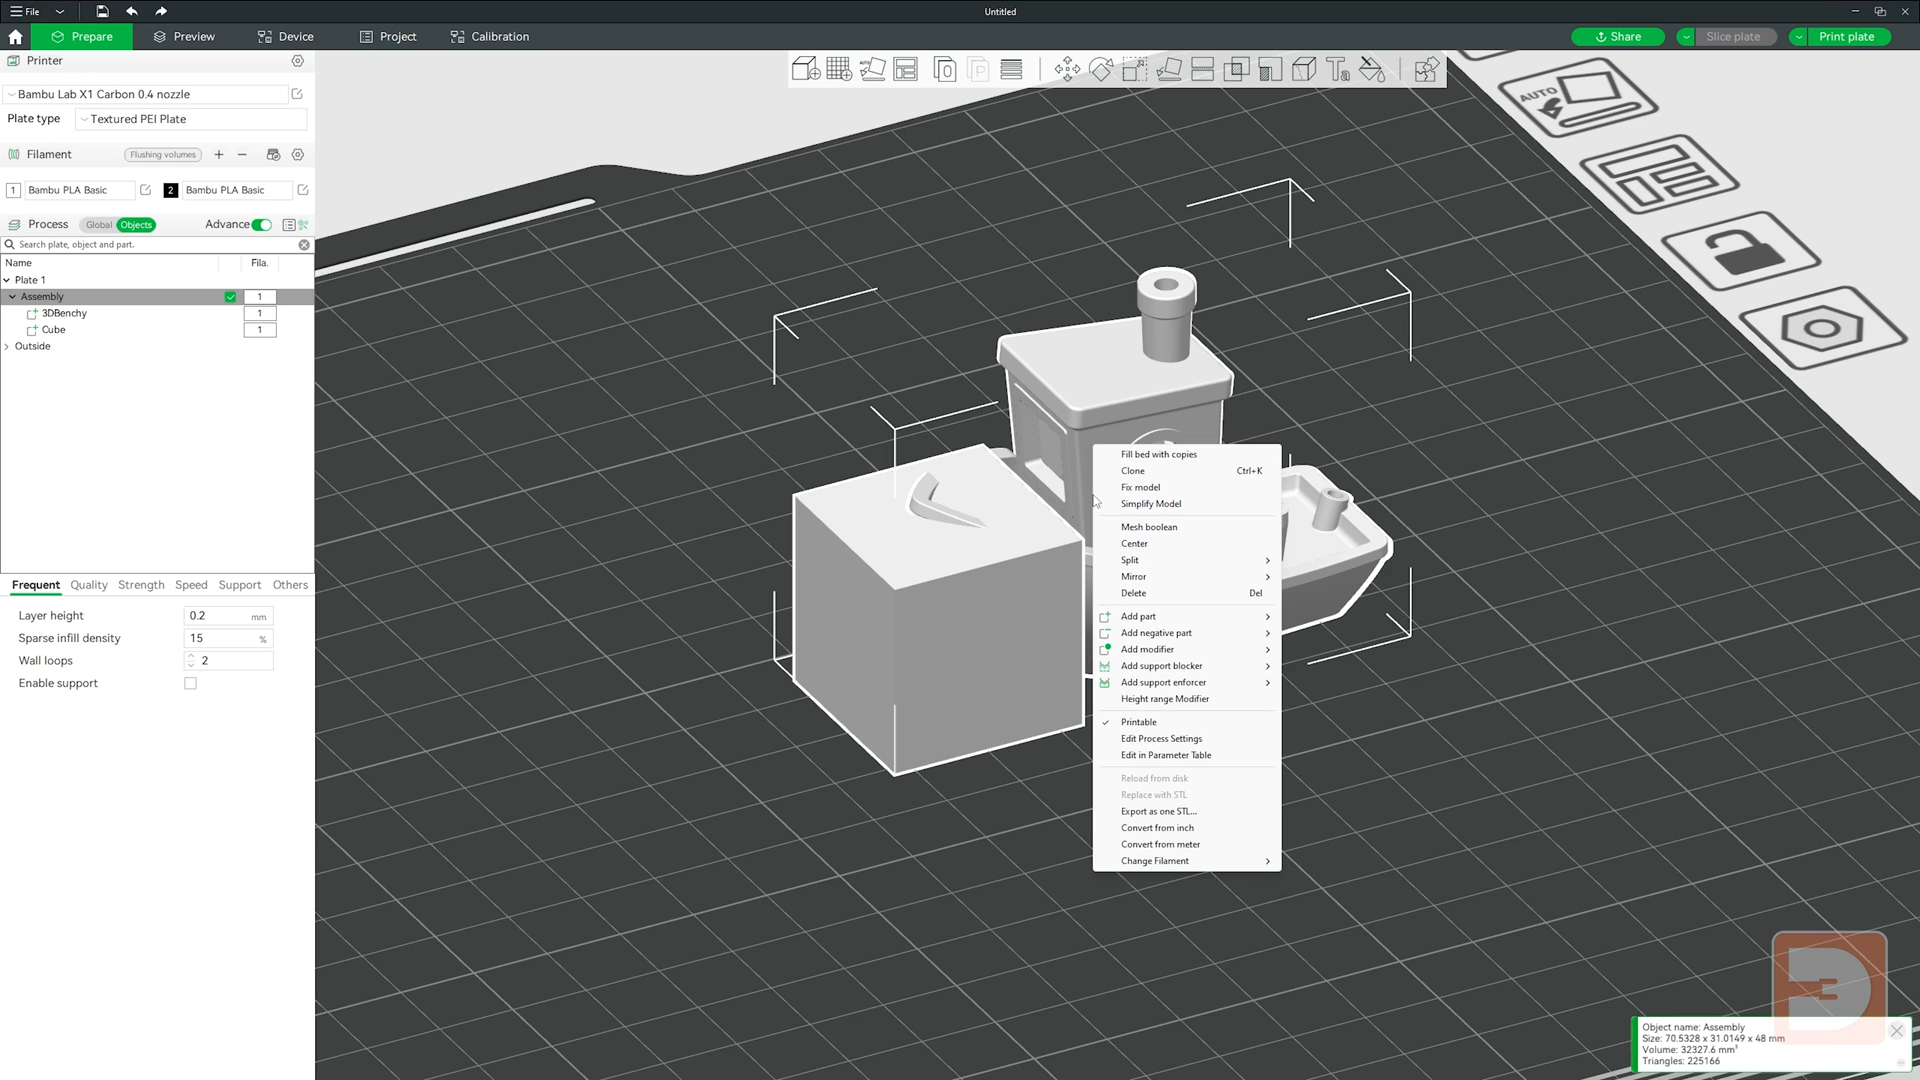 File
Untitled
Prepare
Preview
Device
Project
Calibration
Share
Slice plate
Print plate
Printer
Bambu Lab X1 Carbon 0.4 nozzle
Plate type
Textured PEI Plate
Filament
Flushing volumes
1 Bambu PLA Basic
2 Bambu PLA Basic
Process
Global
Objects
Advance
Search plate, object and part.
Name
Fila.
Plate 1
Assembly 1
3DBenchy 1
Cube 1
Outside
Frequent
Quality
Strength
Speed
Support
Others
Layer height 0.2 mm
Sparse infill density 15 %
Wall loops 2
Enable support
AUTO
Fill bed with copies
Clone Ctrl+K
Fix model
Simplify Model
Mesh boolean
Center
Split
Mirror
Delete Del
Add part
Add negative part
Add modifier
Add support blocker
Add support enforcer
Height range Modifier
Printable
Edit Process Settings
Edit in Parameter Table
Reload from disk
Replace with STL
Export as one STL...
Convert from inch
Convert from meter
Change Filament
Object name: Assembly
Size: 70.5328 x 31.0149 x 48 mm
Volume: 32327.6 mm³
Triangles: 225166